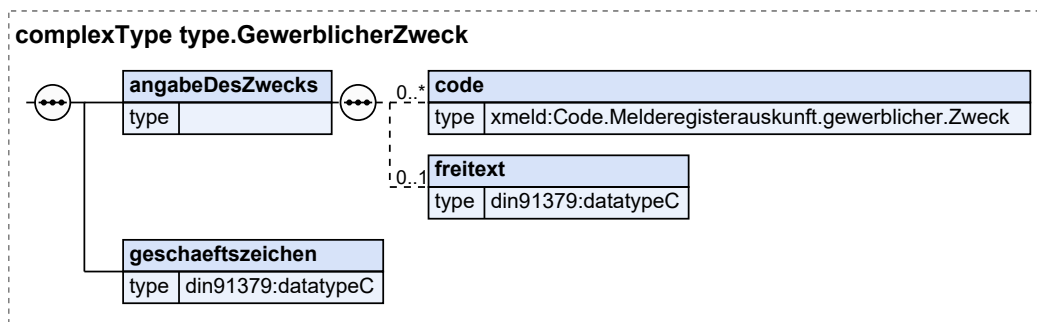 complexType type.GewerblicherZweck
angabeDesZwecks
type
0..*
code
type xmeld:Code.Melderegisterauskunft.gewerblicher.Zweck
0..1
freitext
type din91379:datatypeC
geschaeftszeichen
type din91379:datatypeC